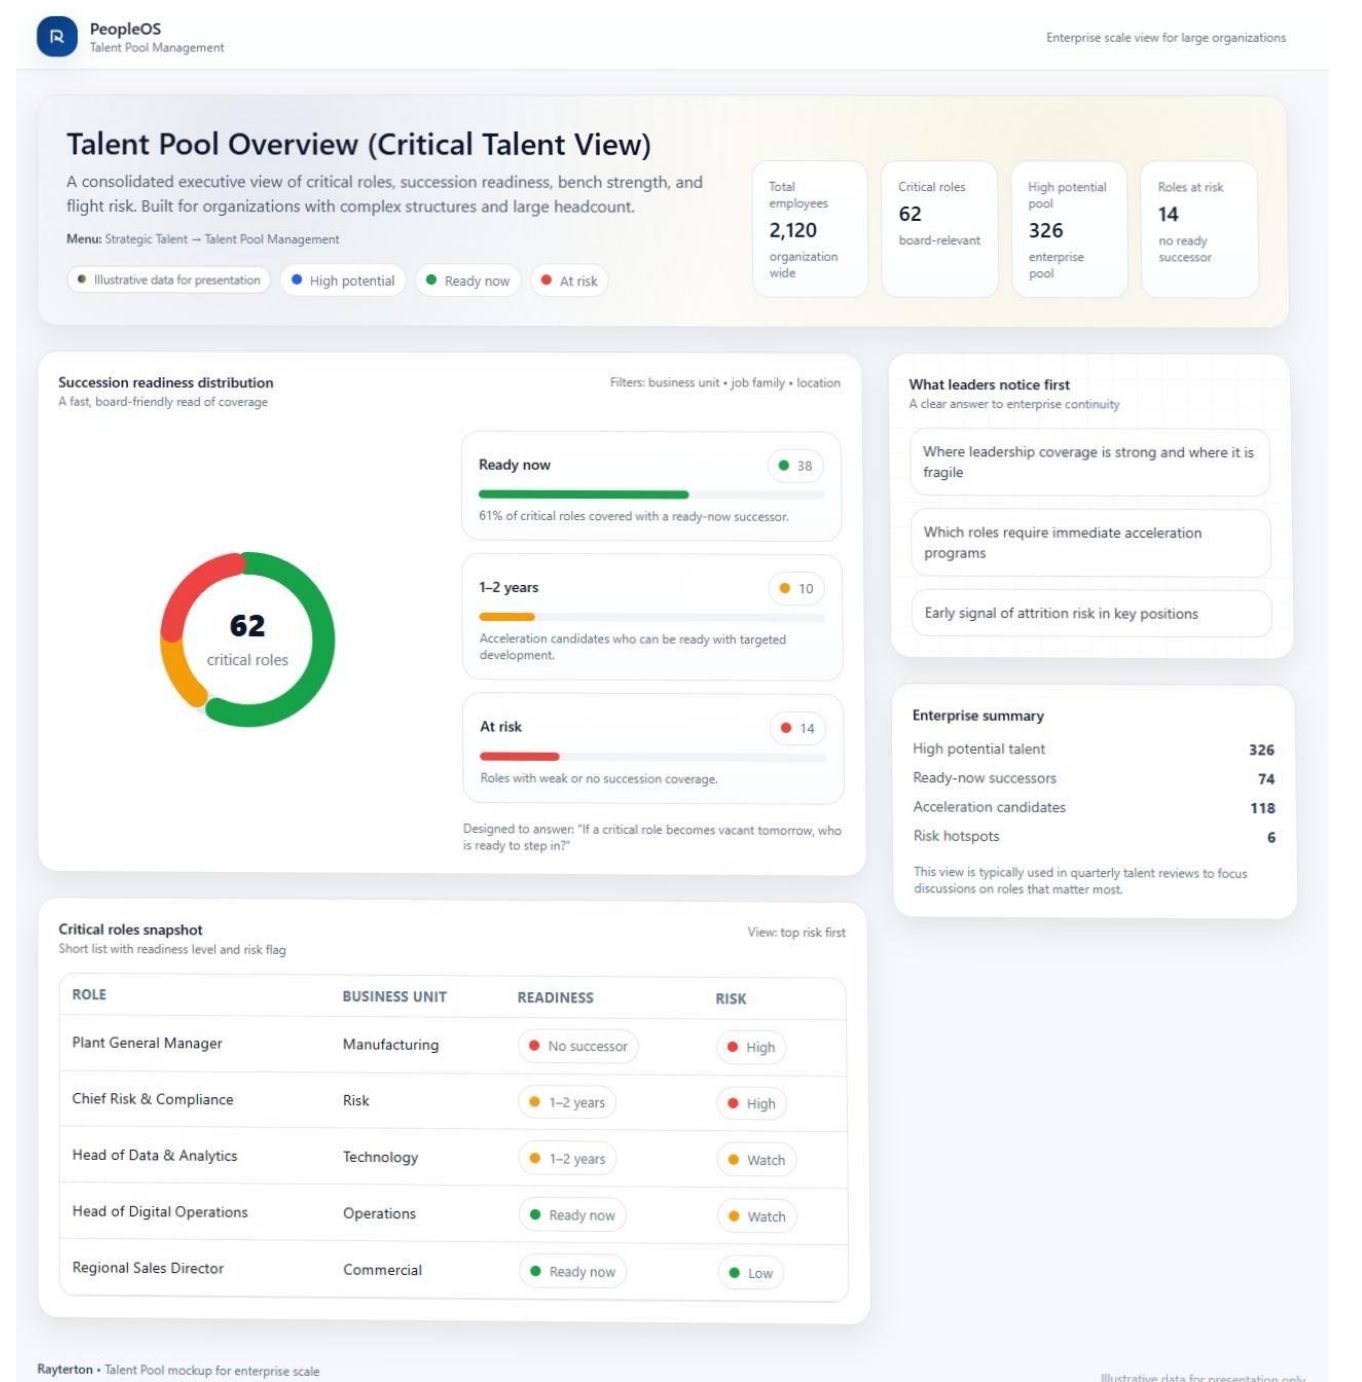 PeopleOS
Talent Pool Management
Enterprise scale view for large organizations
Talent Pool Overview (Critical Talent View)
A consolidated executive view of critical roles, succession readiness, bench strength, and
flight risk. Built for organizations with complex structures and large headcount.
Menu: Strategic Talent → Talent Pool Management
Illustrative data for presentation
High potential
Ready now
At risk
Total
employees
2,120
organization
wide
Critical roles
62
board-relevant
High potential
pool
326
enterprise
pool
Roles at risk
14
no ready
successor
Succession readiness distribution
A fast, board-friendly read of coverage
Filters: business unit • job family • location
62
critical roles
Ready now
38
61% of critical roles covered with a ready-now successor.
1–2 years
10
Acceleration candidates who can be ready with targeted
development.
At risk
14
Roles with weak or no succession coverage.
Designed to answer: "If a critical role becomes vacant tomorrow, who
is ready to step in?"
What leaders notice first
A clear answer to enterprise continuity
Where leadership coverage is strong and where it is
fragile
Which roles require immediate acceleration
programs
Early signal of attrition risk in key positions
Enterprise summary
High potential talent 326
Ready-now successors 74
Acceleration candidates 118
Risk hotspots 6
This view is typically used in quarterly talent reviews to focus
discussions on roles that matter most.
Critical roles snapshot
Short list with readiness level and risk flag
View: top risk first
ROLE BUSINESS UNIT READINESS RISK
Plant General Manager Manufacturing No successor High
Chief Risk & Compliance Risk 1–2 years High
Head of Data & Analytics Technology 1–2 years Watch
Head of Digital Operations Operations Ready now Watch
Regional Sales Director Commercial Ready now Low
Rayterton • Talent Pool mockup for enterprise scale
Illustrative data for presentation only